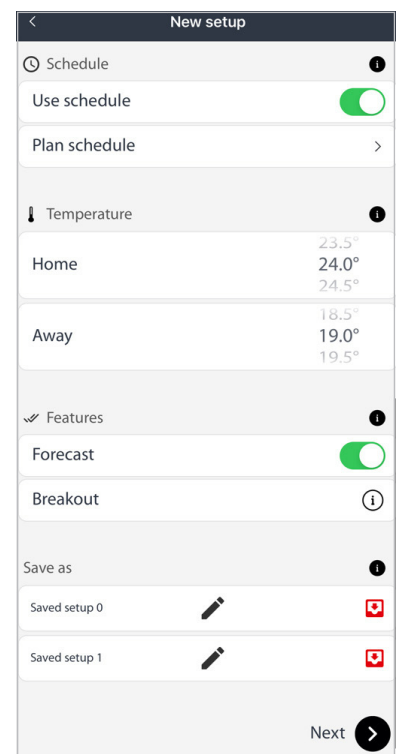 New setup
Schedule
Use schedule
Plan schedule
Temperature
23.5°
Home 24.0°
24.5°
18.5°
Away 19.0°
19.5°
Features
Forecast
Breakout
Save as
Saved setup 0
Saved setup 1
Next